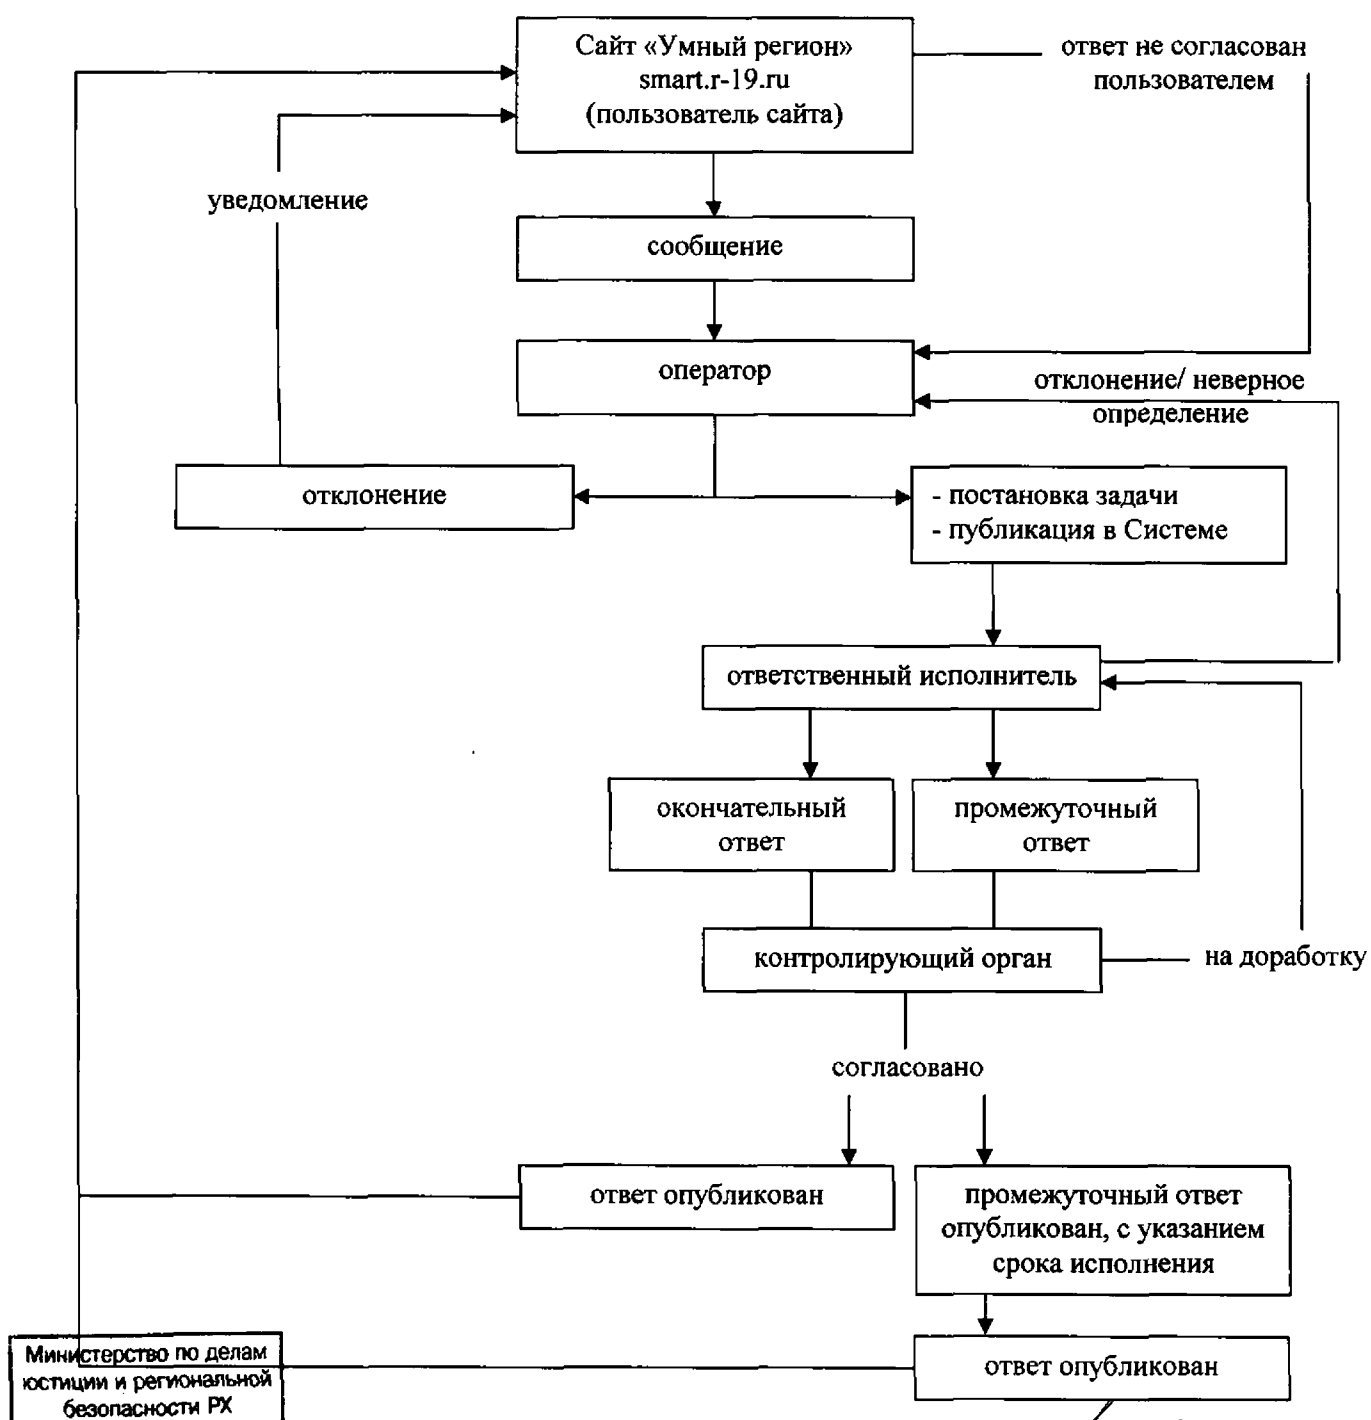 Сайт «Умный регион»
smart.r-19.ru
(пользователь сайта)
ответ не согласован
пользователем
уведомление
сообщение
оператор
отклонение/ неверное
определение
отклонение
- постановка задачи
- публикация в Системе
ответственный исполнитель
окончательный
ответ
промежуточный
ответ
контролирующий орган
на доработку
согласовано
ответ опубликован
промежуточный ответ
опубликован, с указанием
срока исполнения
ответ опубликован
Министерство по делам
юстиции и региональной
безопасности РХ